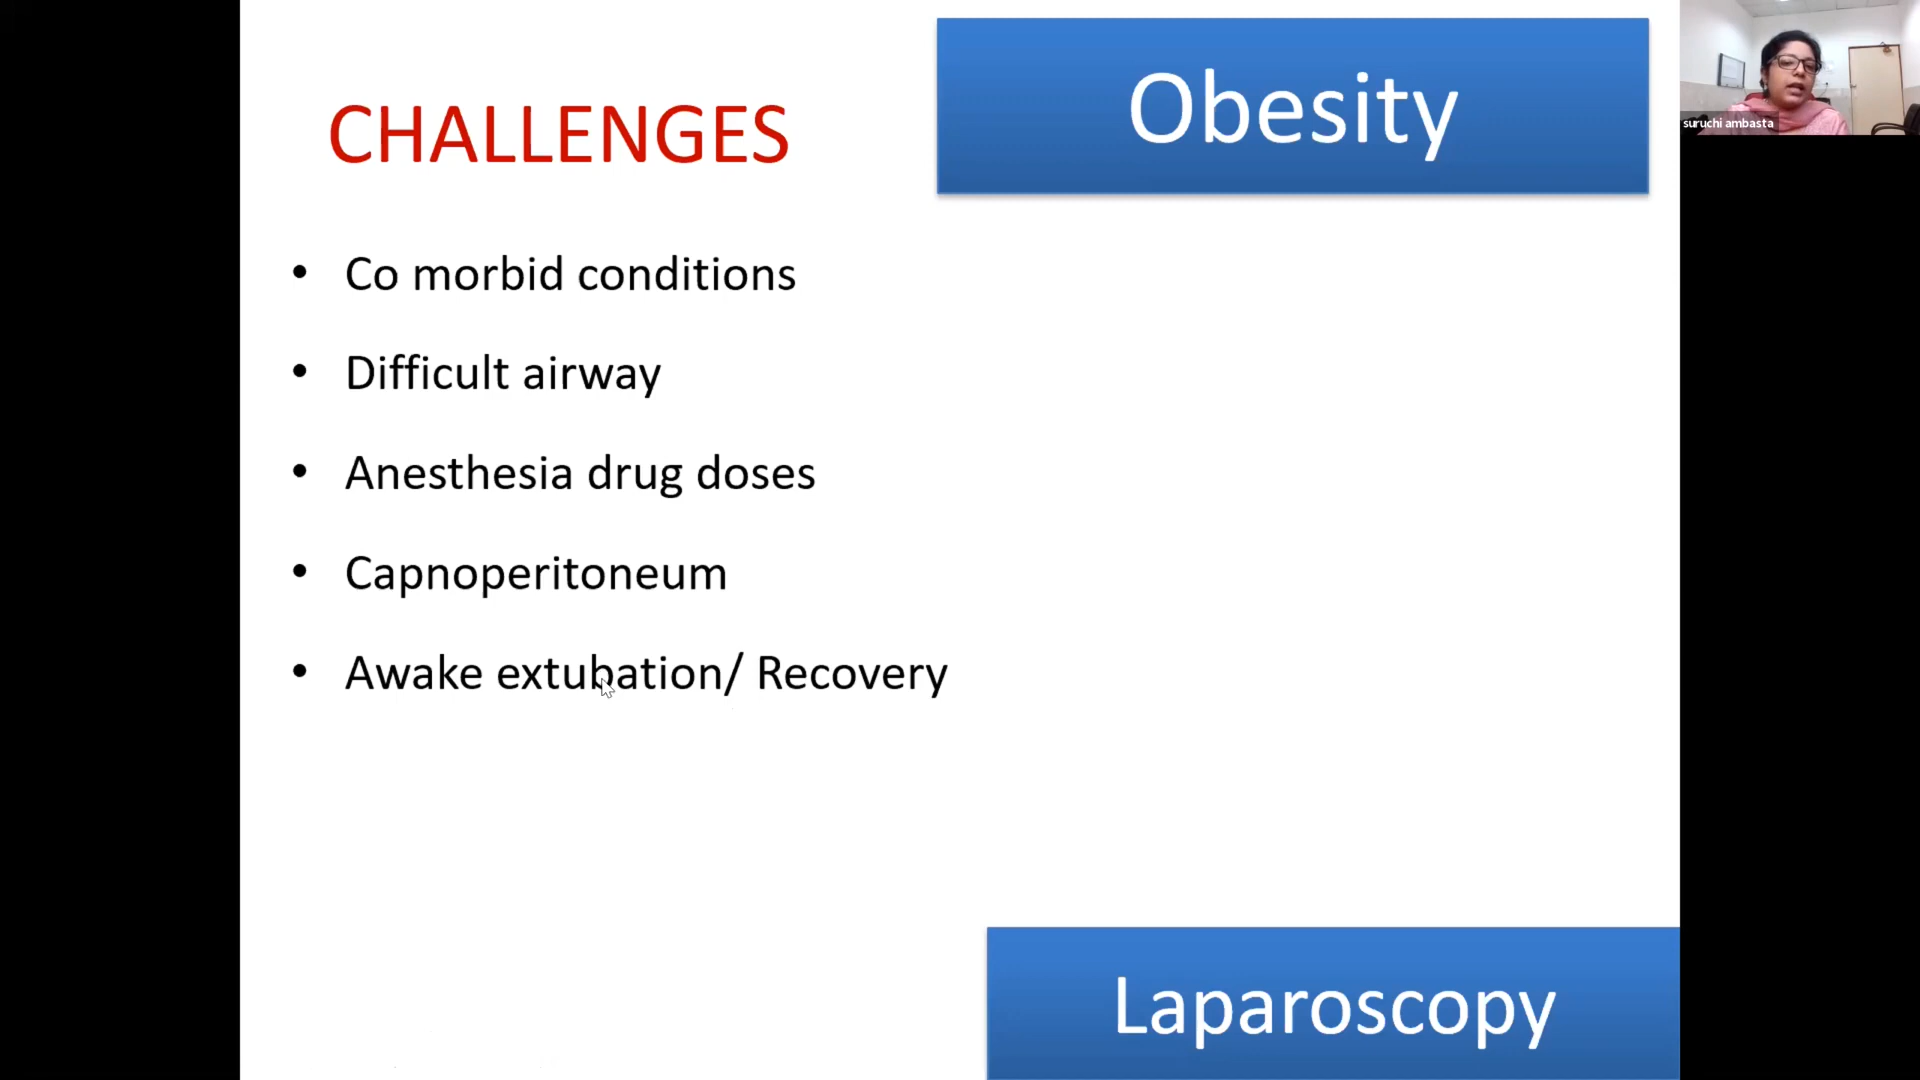 CHALLENGES
Obesity
suruchi ambasta
• Co morbid conditions
• Difficult airway
• Anesthesia drug doses
• Capnoperitoneum
• Awake extubation/ Recovery
Laparoscopy